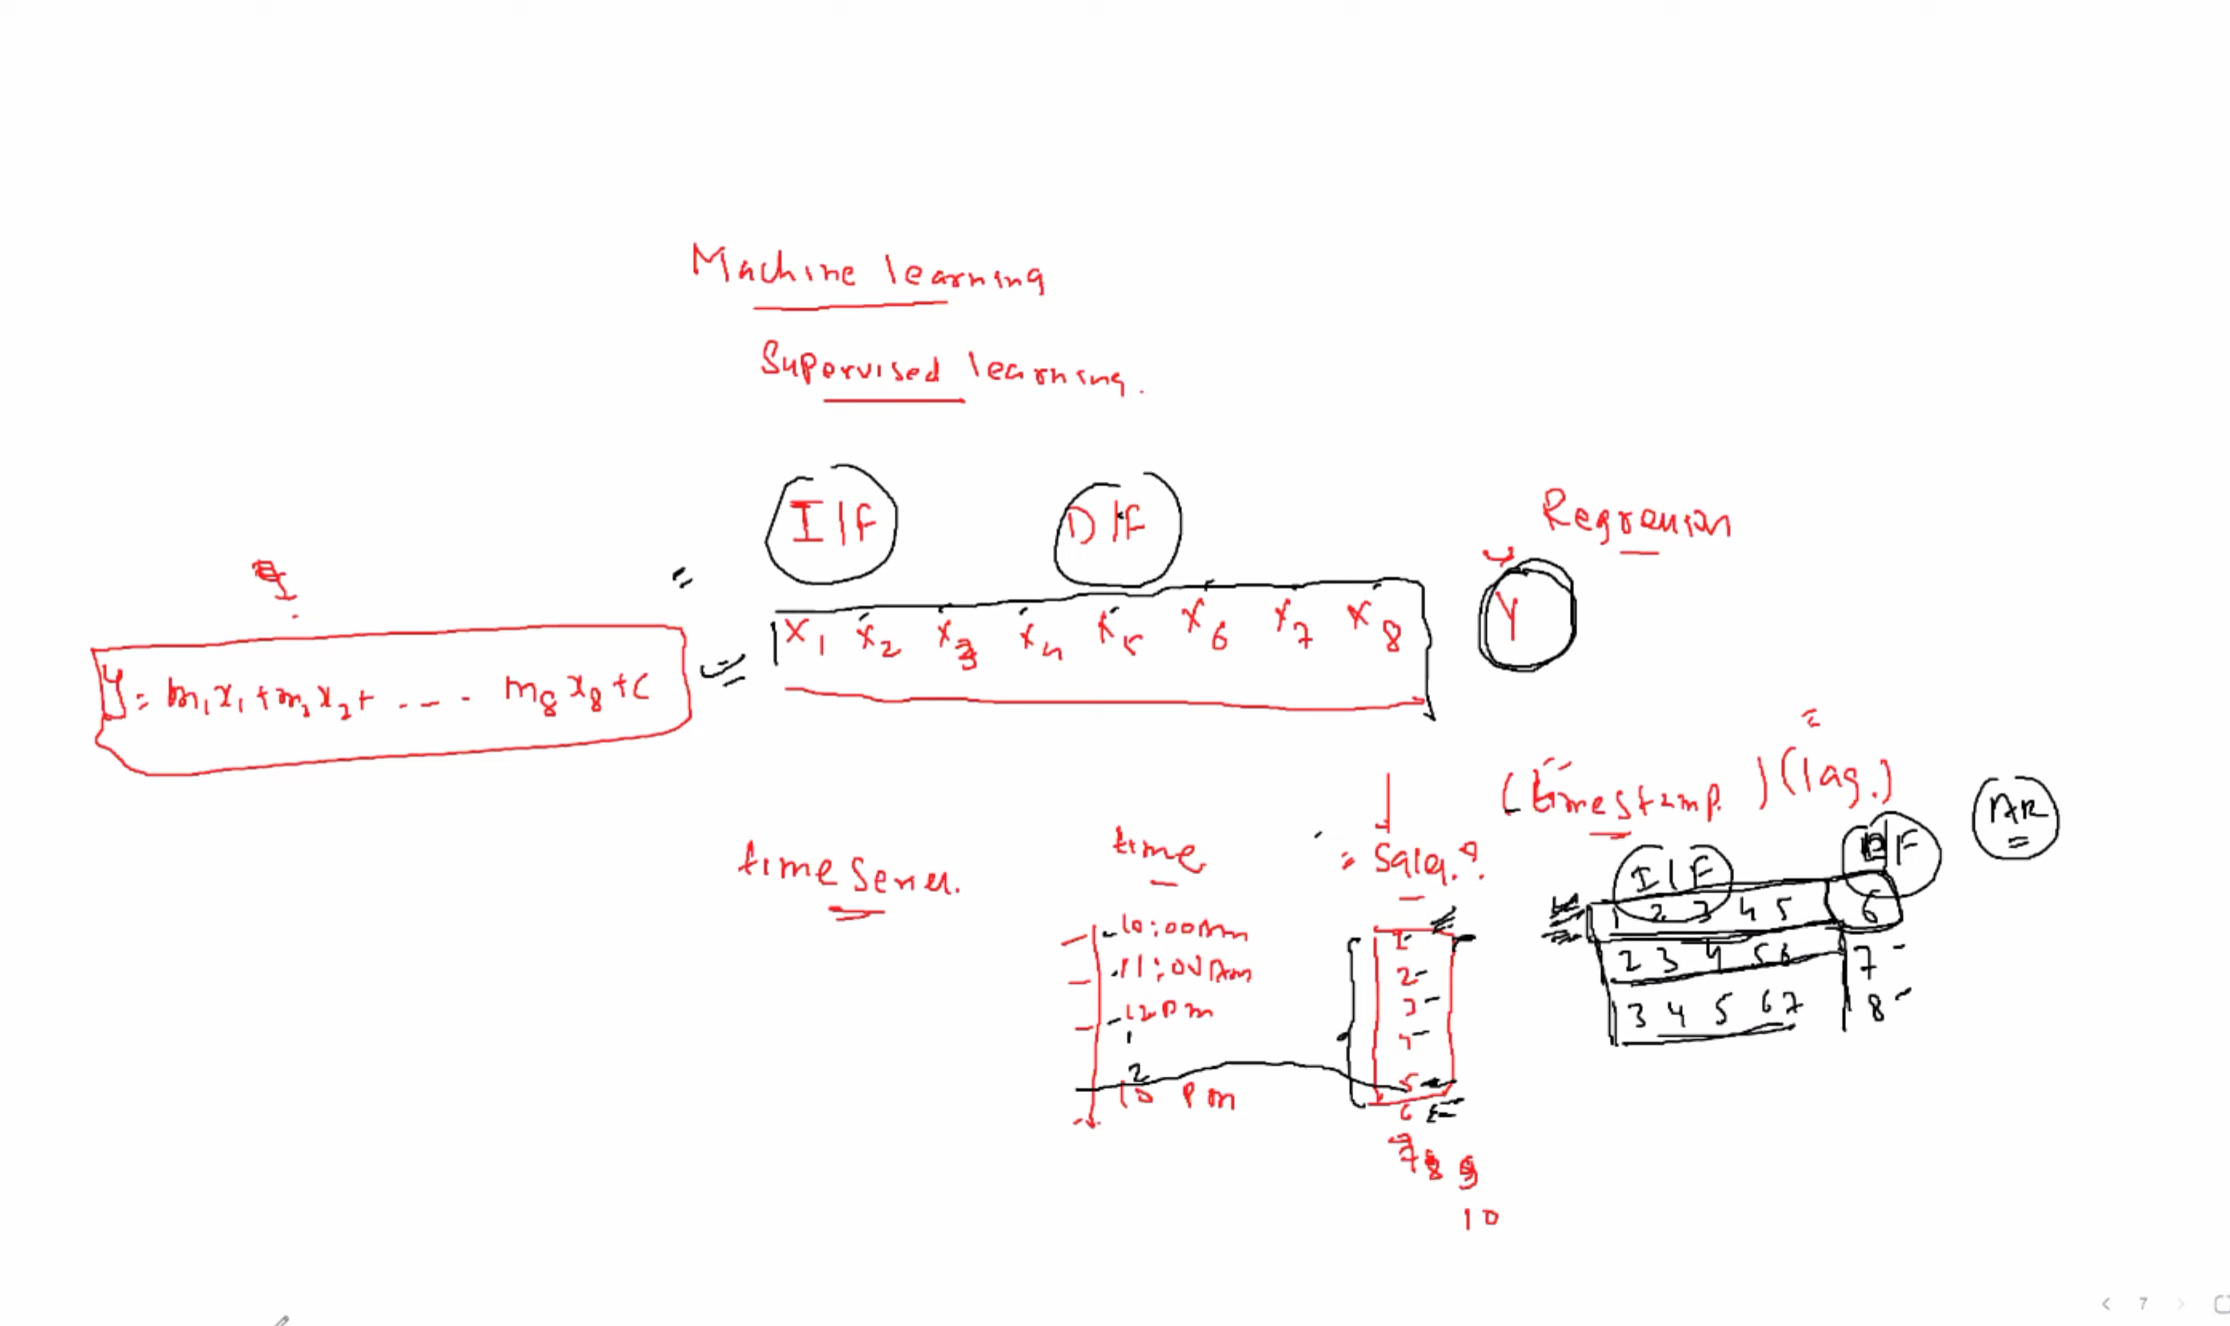 Machine learning
Supervised learning.
I/F D/F Regression
X1 X2 X3 X4 X5 X6 X7 X8 Y
Y = m1x1 + m2x2 + ---- m8x8 + C
(timestamp) (lag.)
AR
time series. time = Sales.?
I/F D/F
10:00Am 1
11:00Am 2
12 pm 3
1 4
2 5
10 pm 6
7 8 9
10
1 2 3 4 5 6
2 3 4 5 6 7
3 4 5 6 7 8
7